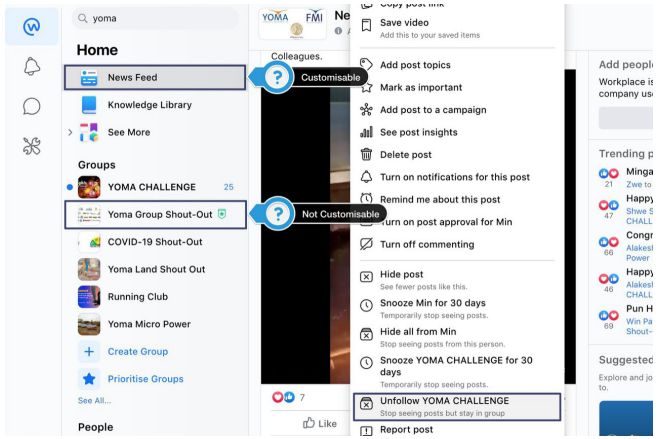 yoma
Home
News Feed
Knowledge Library
See More
Groups
YOMA CHALLENGE 25
Yoma Group Shout-Out
COVID-19 Shout-Out
Yoma Land Shout Out
Running Club
Yoma Micro Power
Create Group
Prioritise Groups
See All...
People
? Customisable
? Not Customisable
YOMA FMI
Ne
Colleagues.
7
Like
Copy post link
Save video
Add this to your saved items
Add post topics
Mark as important
Add post to a campaign
See post insights
Delete post
Turn on notifications for this post
Remind me about this post
Turn on post approval for Min
Turn off commenting
Hide post
See fewer posts like this.
Snooze Min for 30 days
Temporarily stop seeing posts.
Hide all from Min
Stop seeing posts from this person.
Snooze YOMA CHALLENGE for 30
days
Temporarily stop seeing posts.
Unfollow YOMA CHALLENGE
Stop seeing posts but stay in group
Report post
Add people
Workplace is
company use
Trending p
Minga
21 Zwe to
Happy
47 Shwe S
CHALL
Congr
66 Alakesh
Power
Happy
46 Alakesh
CHALL
Pun H
69 Win Pa
Shout-
Suggested
Explore and jo
to.